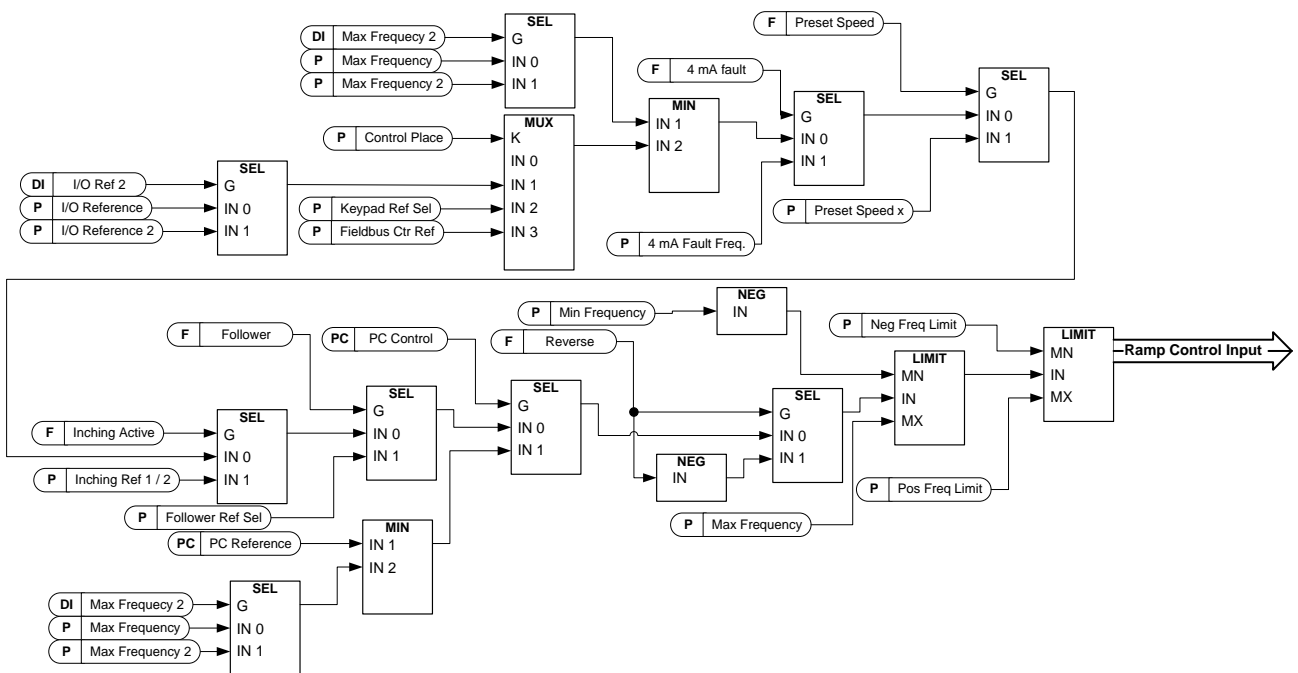 SEL
DI Max Frequecy 2
G
P Max Frequency
IN 0
P Max Frequency 2
IN 1
F Preset Speed
SEL
G
IN 0
IN 1
F 4 mA fault
SEL
G
IN 0
IN 1
MIN
IN 1
IN 2
MUX
P Control Place
K
IN 0
IN 1
P Keypad Ref Sel
IN 2
P Fieldbus Ctr Ref
IN 3
SEL
DI I/O Ref 2
G
P I/O Reference
IN 0
P I/O Reference 2
IN 1
P Preset Speed x
P 4 mA Fault Freq.
NEG
P Min Frequency
IN
F Follower
PC PC Control
F Reverse
P Neg Freq Limit
LIMIT
MN
Ramp Control Input
IN
MX
LIMIT
MN
IN
MX
SEL
G
IN 0
IN 1
SEL
G
IN 0
IN 1
SEL
G
IN 0
IN 1
SEL
F Inching Active
G
IN 0
P Inching Ref 1 / 2
IN 1
NEG
IN
P Pos Freq Limit
P Follower Ref Sel
P Max Frequency
MIN
PC PC Reference
IN 1
IN 2
SEL
DI Max Frequecy 2
G
P Max Frequency
IN 0
P Max Frequency 2
IN 1